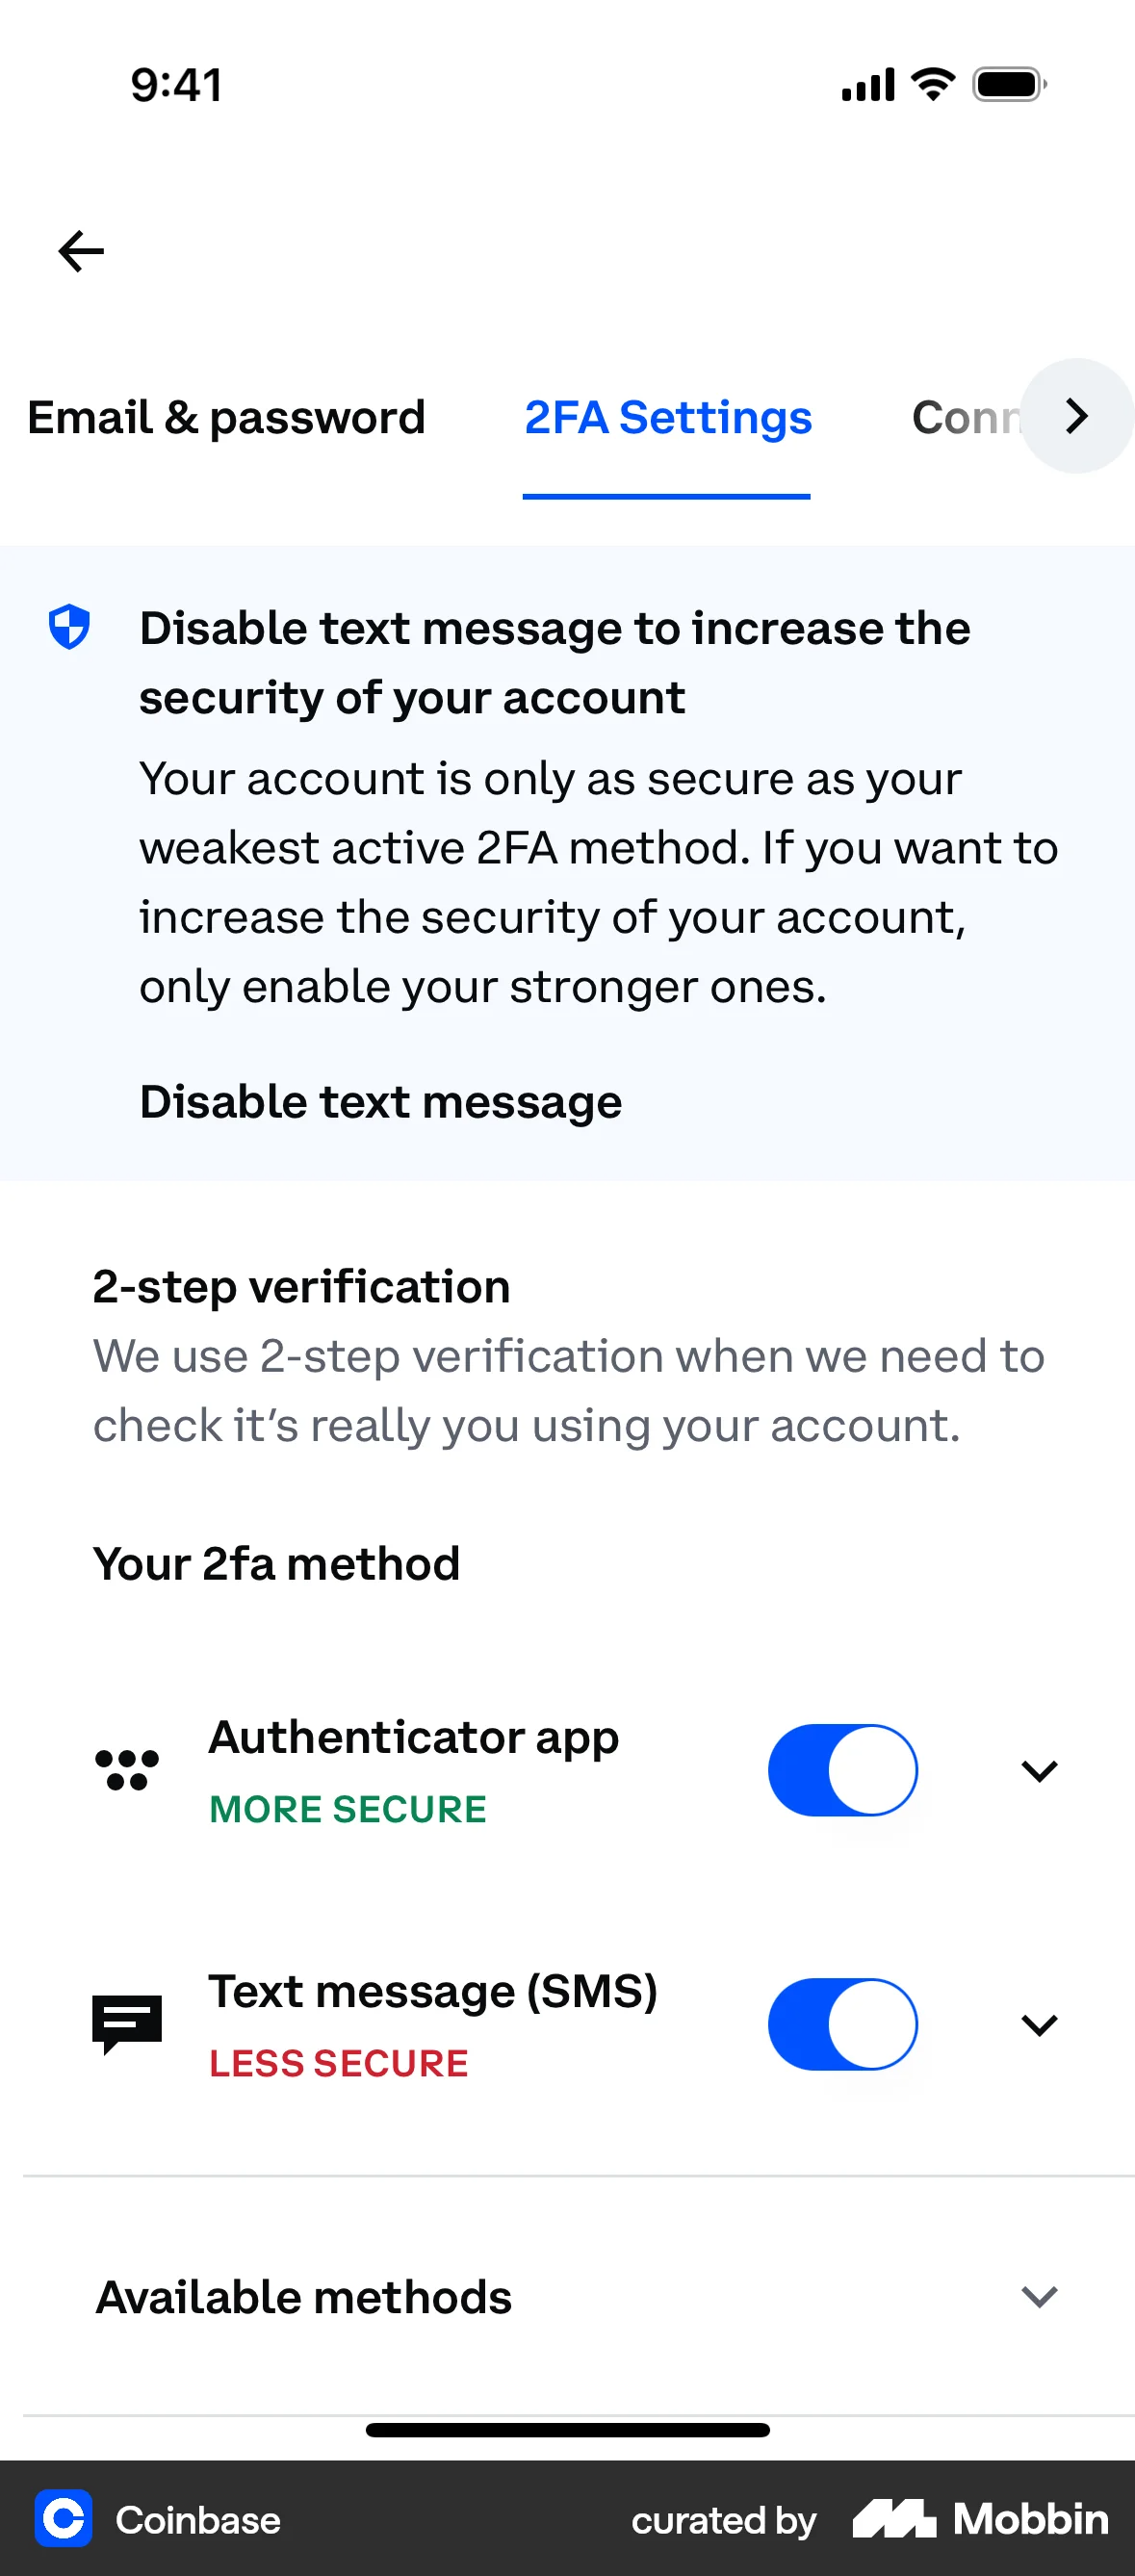 9:41
Email & password 2FA Settings Conn
Disable text message to increase the
security of your account
Your account is only as secure as your
weakest active 2FA method. If you want to
increase the security of your account,
only enable your stronger ones.
Disable text message
2-step verification
We use 2-step verification when we need to
check it’s really you using your account.
Your 2fa method
Authenticator app
MORE SECURE
Text message (SMS)
LESS SECURE
Available methods
Coinbase curated by Mobbin